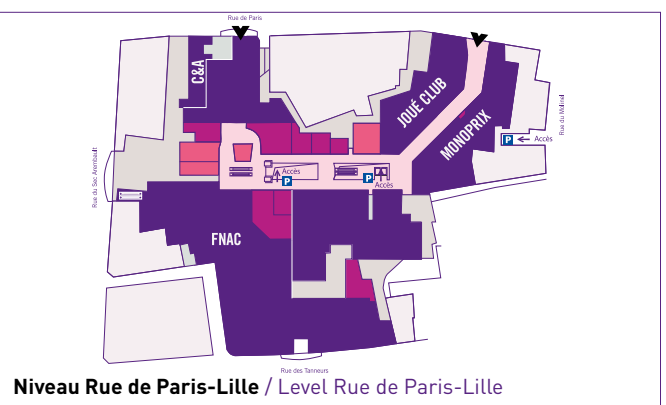 Rue de Paris
C&A
JOUÉ CLUB
MONOPRIX
Rue du Molinel
P
Accès
Rue du Sec Arembault
Accès
P
P
Accès
FNAC
Rue des Tanneurs
Niveau Rue de Paris-Lille / Level Rue de Paris-Lille